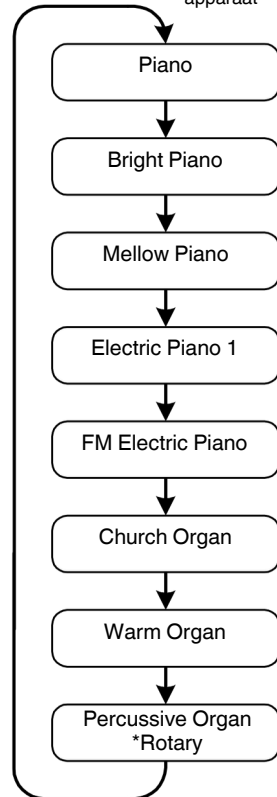 apparaat
Piano
Bright Piano
Mellow Piano
Electric Piano 1
FM Electric Piano
Church Organ
Warm Organ
Percussive Organ
*Rotary